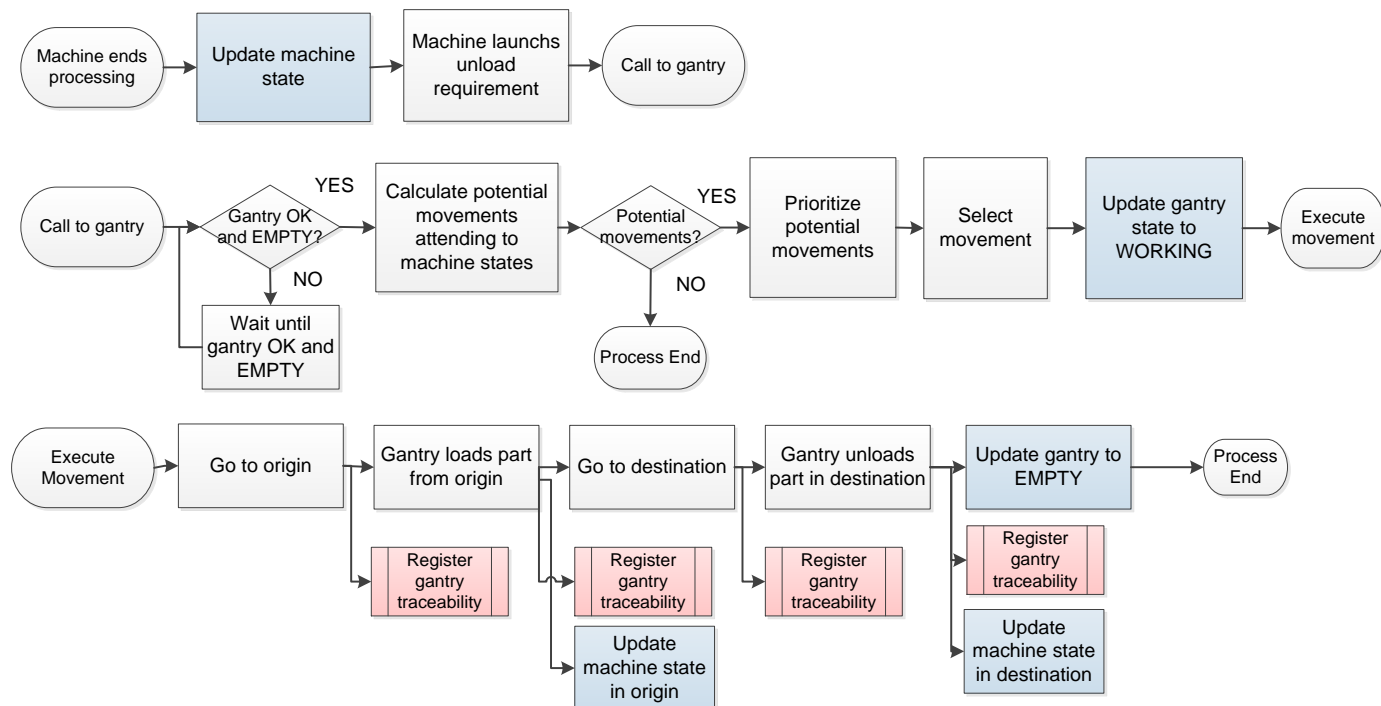 Machine ends
processing
Update machine
state
Machine launchs
unload
requirement
Call to gantry
Call to gantry
Gantry OK
and EMPTY?
YES
NO
Wait until
gantry OK and
EMPTY
Calculate potential
movements
attending to
machine states
Potential
movements?
YES
NO
Process End
Prioritize
potential
movements
Select
movement
Update gantry
state to
WORKING
Execute
movement
Execute
Movement
Go to origin
Gantry loads part
from origin
Go to destination
Gantry unloads
part in destination
Update gantry to
EMPTY
Process
End
Register
gantry
traceability
Register
gantry
traceability
Register
gantry
traceability
Register
gantry
traceability
Update
machine state
in origin
Update
machine state
in destination